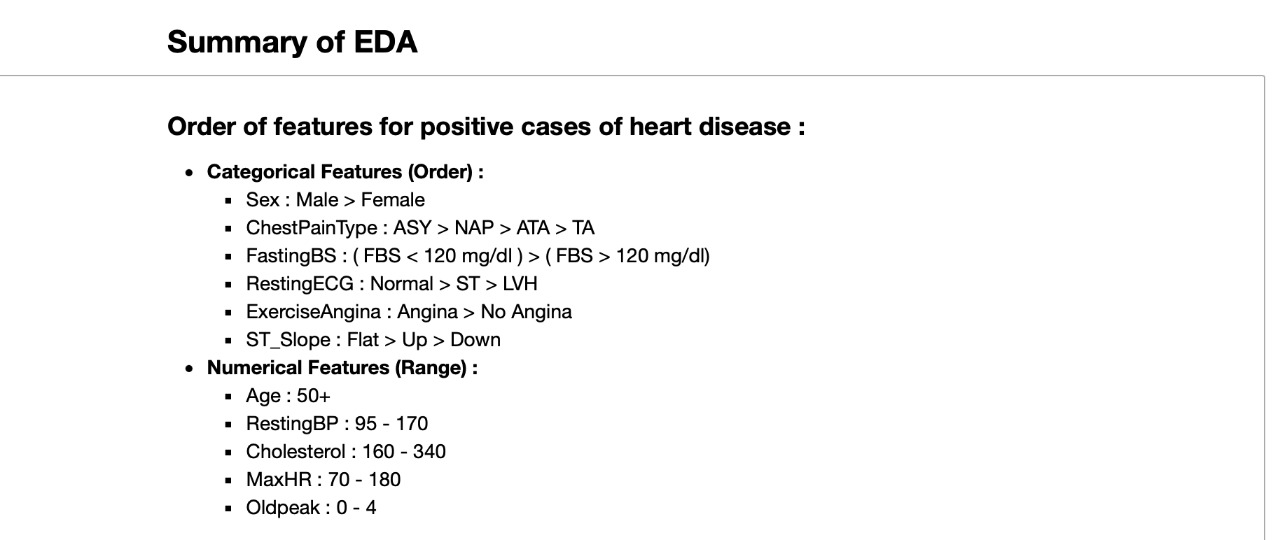 Summary of EDA
Order of features for positive cases of heart disease :
• Categorical Features (Order) :
▪ Sex : Male > Female
▪ ChestPainType : ASY > NAP > ATA > TA
▪ FastingBS : ( FBS < 120 mg/dl ) > ( FBS > 120 mg/dl)
▪ RestingECG : Normal > ST > LVH
▪ ExerciseAngina : Angina > No Angina
▪ ST_Slope : Flat > Up > Down
• Numerical Features (Range) :
▪ Age : 50+
▪ RestingBP : 95 - 170
▪ Cholesterol : 160 - 340
▪ MaxHR : 70 - 180
▪ Oldpeak : 0 - 4